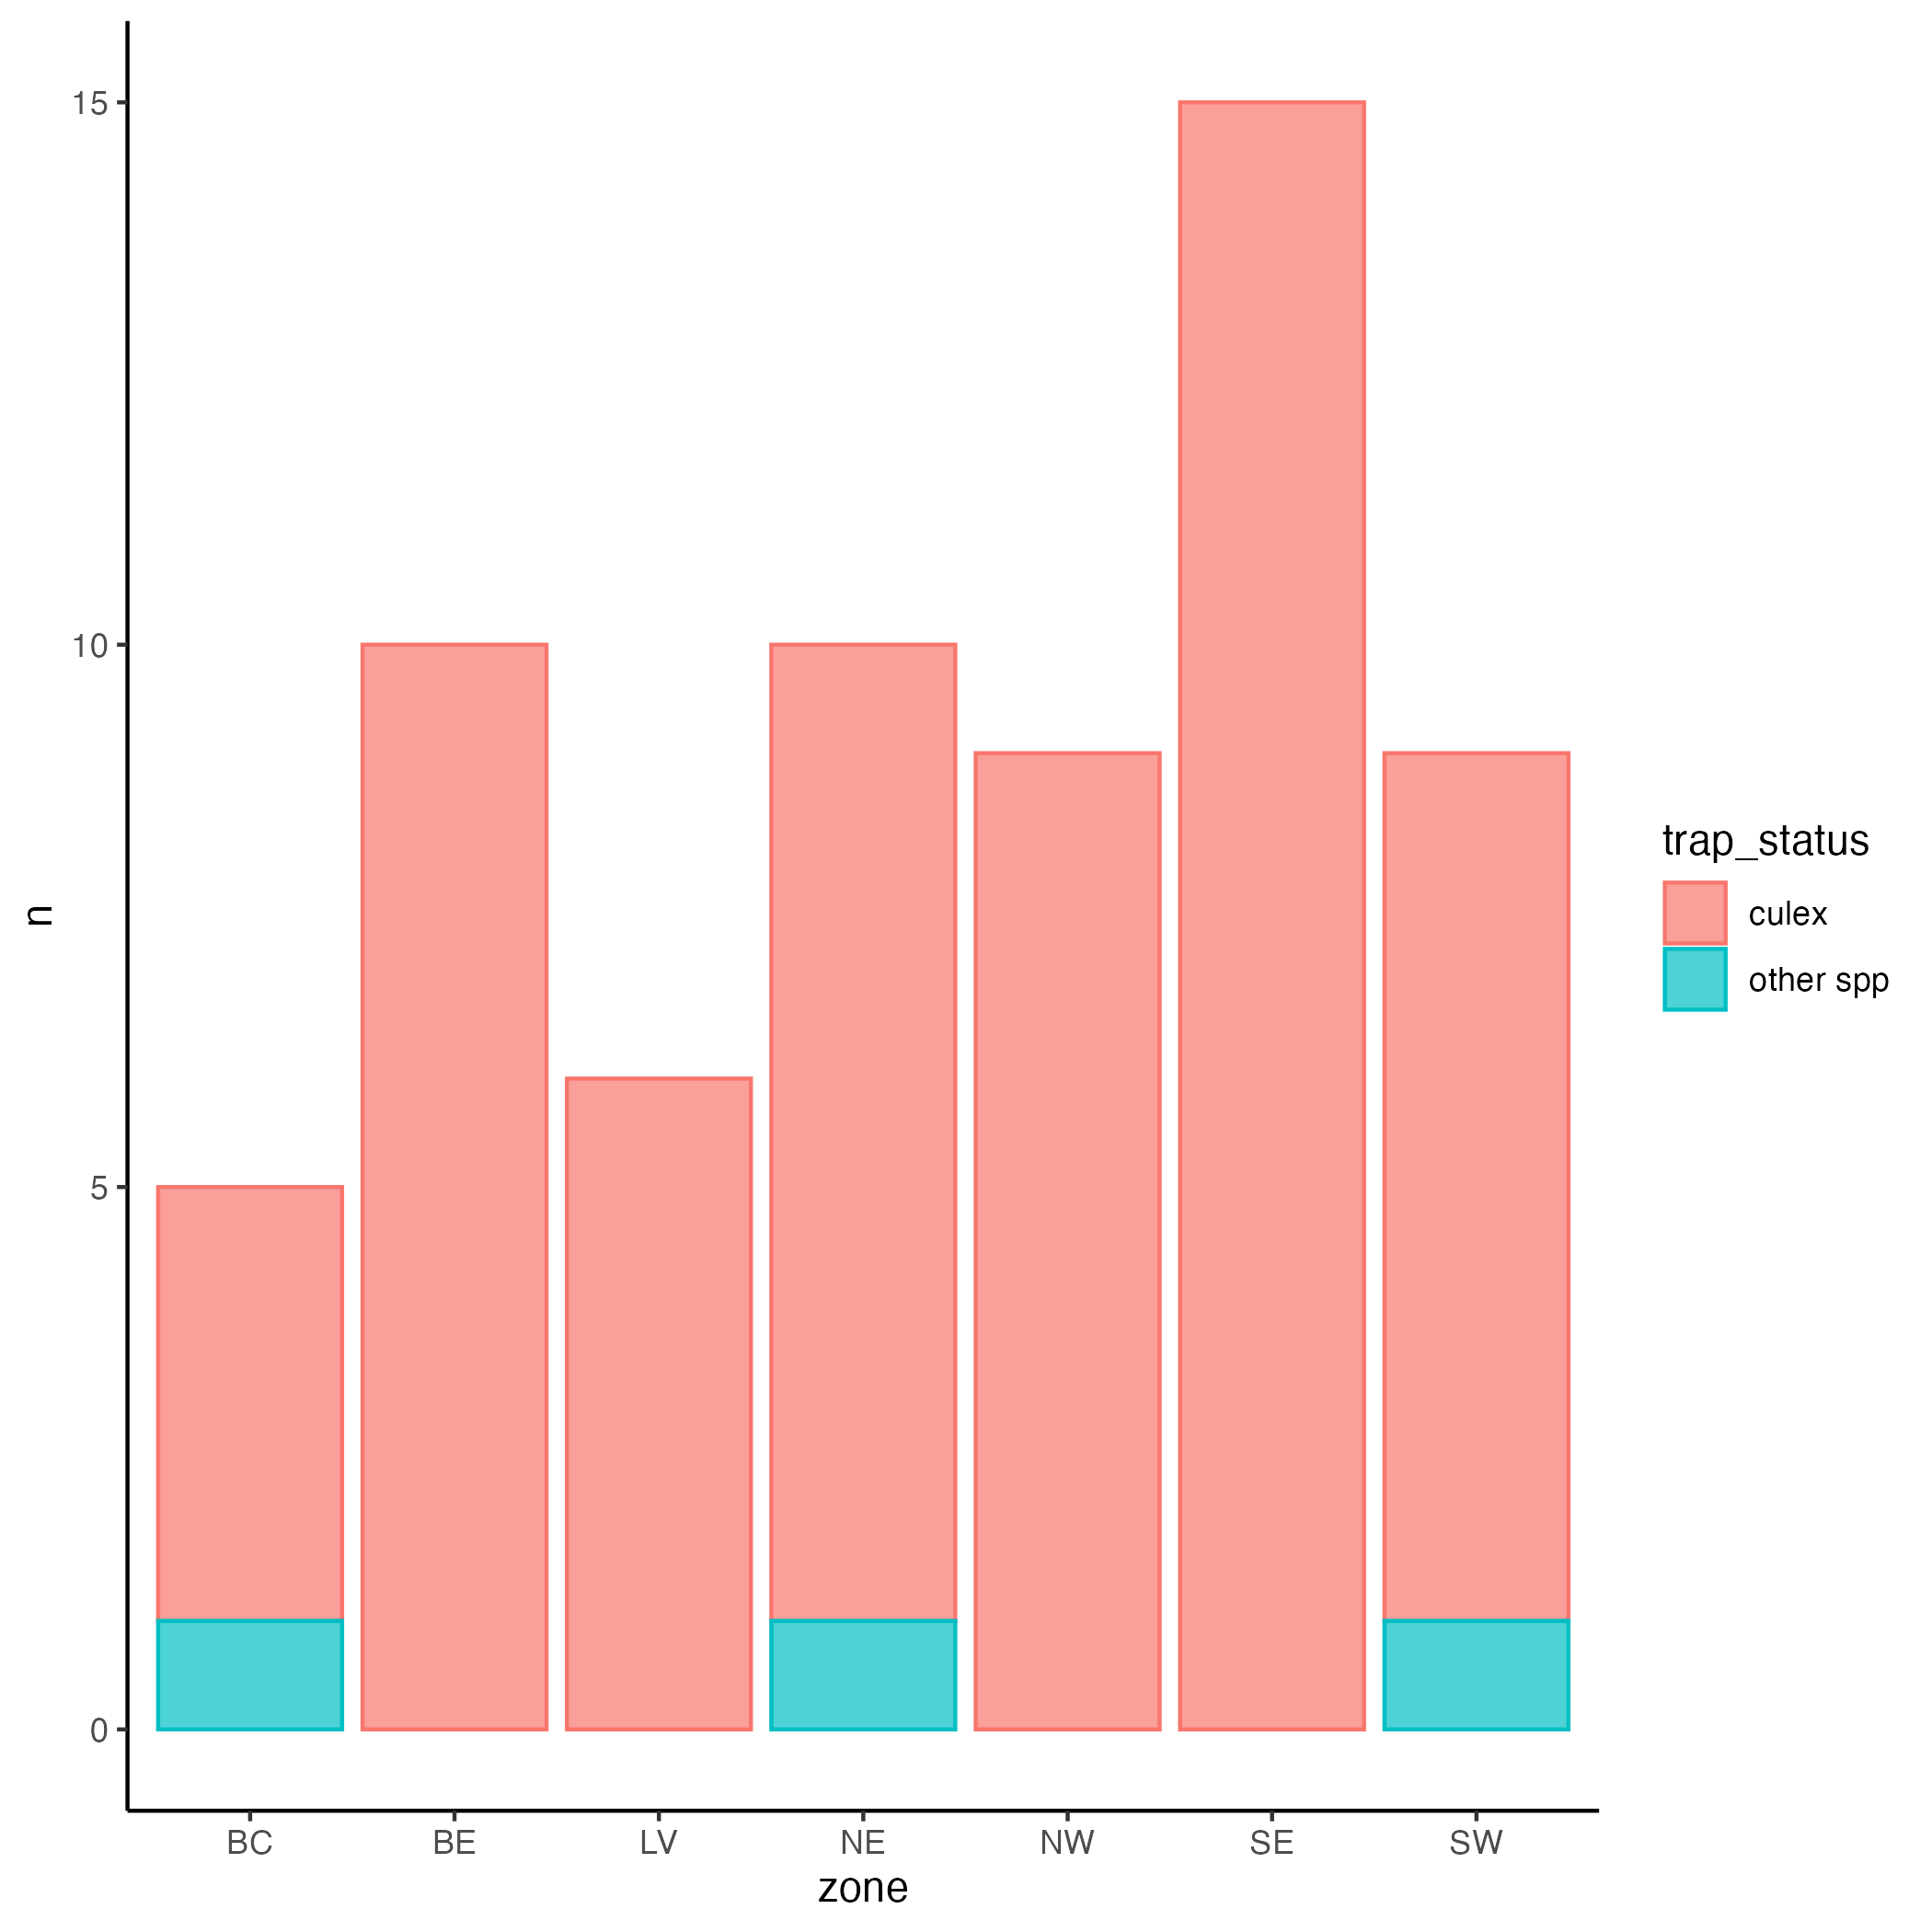 n
15
10
5
0
BC BE LV NE NW SE SW
zone
trap_status
culex
other spp